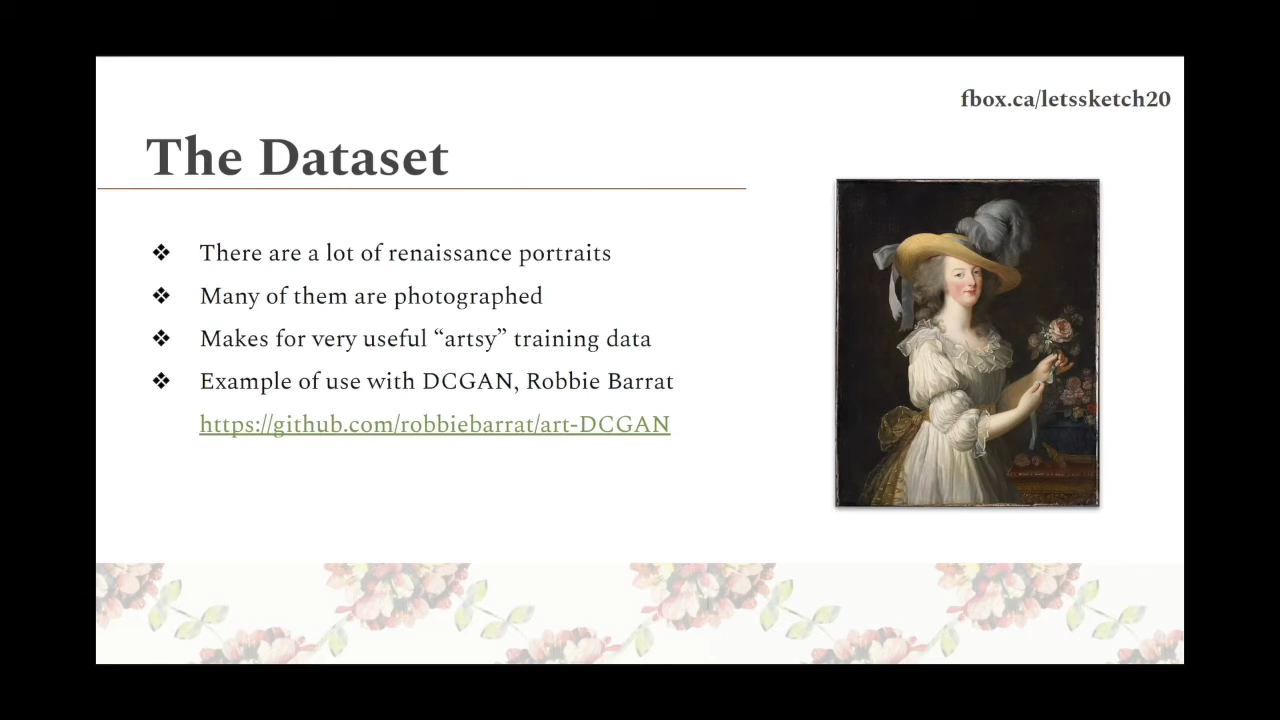 fbox.ca/letssketch20
The Dataset
❖ There are a lot of renaissance portraits
❖ Many of them are photographed
❖ Makes for very useful “artsy” training data
❖ Example of use with DCGAN, Robbie Barrat
https://github.com/robbiebarrat/art-DCGAN